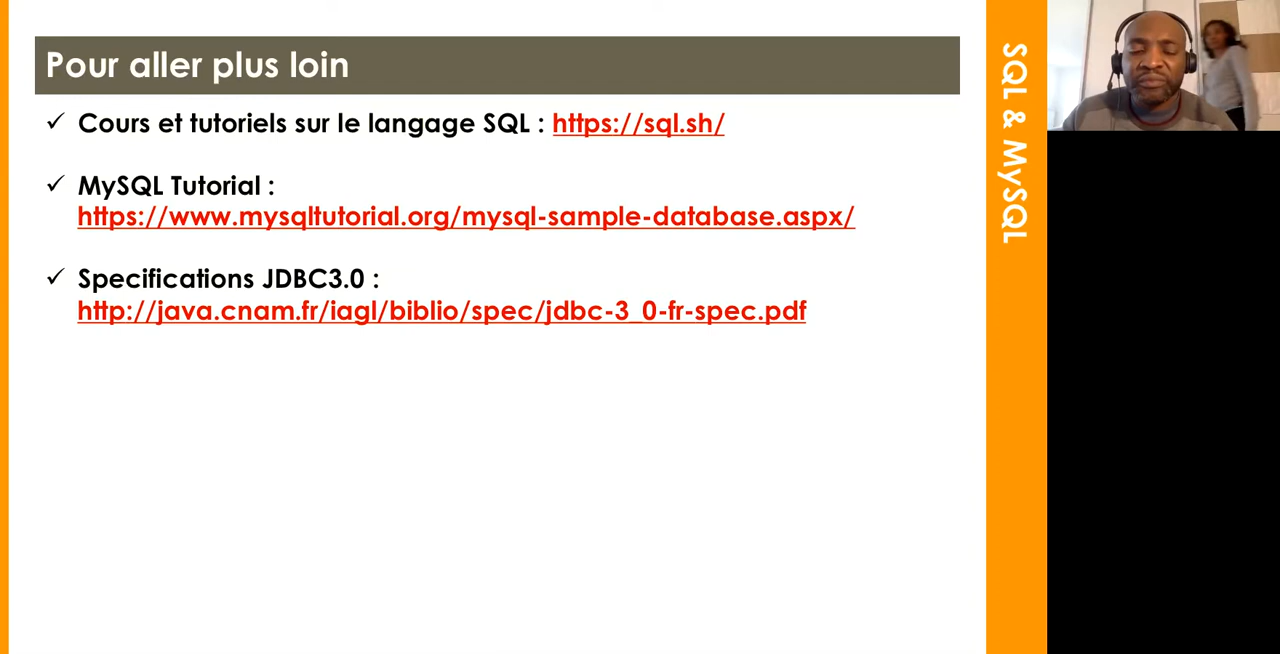 Pour aller plus loin
✓ Cours et tutoriels sur le langage SQL : https://sql.sh/
✓ MySQL Tutorial :
https://www.mysqltutorial.org/mysql-sample-database.aspx/
✓ Specifications JDBC3.0 :
http://java.cnam.fr/iagl/biblio/spec/jdbc-3_0-fr-spec.pdf
SQL & MySQL